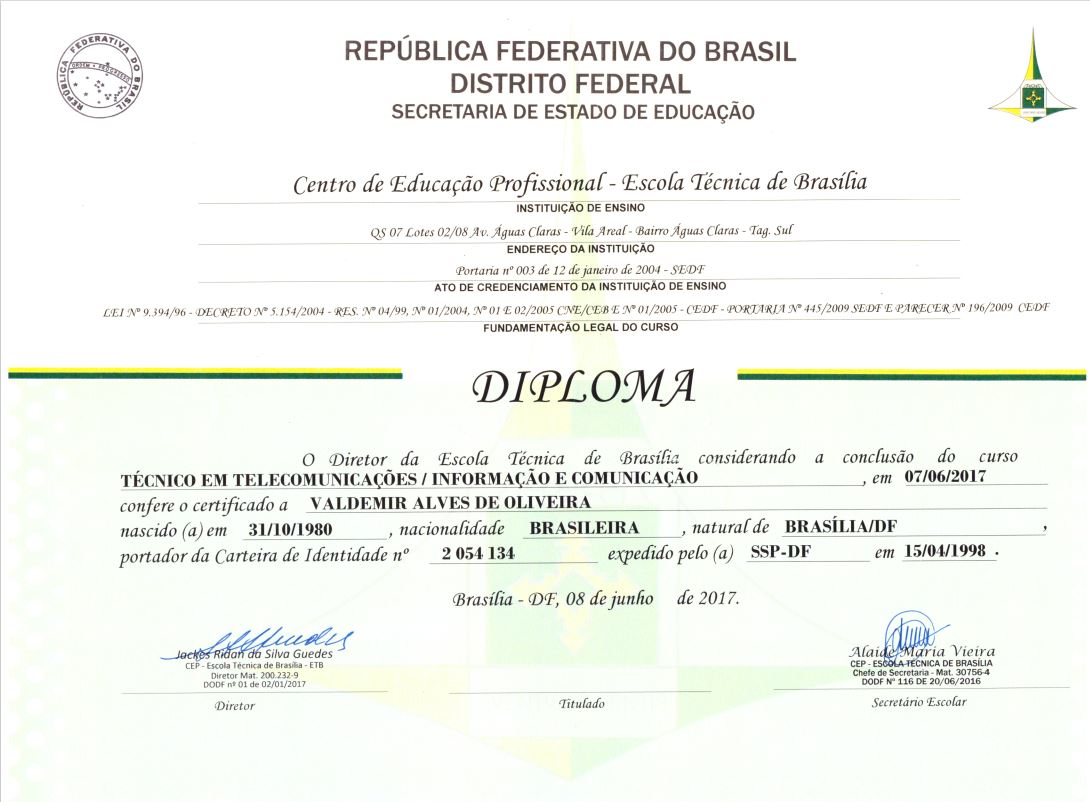 REPÚBLICA FEDERATIVA DO BRASIL
ORDEM E PROGRESSO
REPÚBLICA FEDERATIVA DO BRASIL
DISTRITO FEDERAL
SECRETARIA DE ESTADO DE EDUCAÇÃO
Centro de Educação Profissional - Escola Técnica de Brasília
INSTITUIÇÃO DE ENSINO
QS 07 Lotes 02/08 Av. Águas Claras - Vila Areal - Bairro Águas Claras - Tag. Sul
ENDEREÇO DA INSTITUIÇÃO
Portaria nº 003 de 12 de janeiro de 2004 - SEDF
ATO DE CREDENCIAMENTO DA INSTITUIÇÃO DE ENSINO
LEI Nº 9.394/96 - DECRETO Nº 5.154/2004 - RES. Nº 04/99, Nº 01/2004, Nº 01 E 02/2005 CNE/CEB E Nº 01/2005 - CEDF - PORTARIA Nº 445/2009 SEDF E PARECER Nº 196/2009 CEDF
FUNDAMENTAÇÃO LEGAL DO CURSO
DIPLOMA
O Diretor da Escola Técnica de Brasília considerando a conclusão do curso
TÉCNICO EM TELECOMUNICAÇÕES / INFORMAÇÃO E COMUNICAÇÃO , em 07/06/2017
confere o certificado a VALDEMIR ALVES DE OLIVEIRA
nascido (a) em 31/10/1980 , nacionalidade BRASILEIRA , natural de BRASÍLIA/DF ,
portador da Carteira de Identidade nº 2 054 134 expedido pelo (a) SSP-DF em 15/04/1998 .
Brasília - DF, 08 de junho de 2017.
Jackes Ridan da Silva Guedes
CEP - Escola Técnica de Brasília - ETB
Diretor Mat. 200.232-9
DODF nº 01 de 02/01/2017
Diretor
Titulado
Alaíde Maria Vieira
CEP - ESCOLA TÉCNICA DE BRASÍLIA
Chefe de Secretaria - Mat. 30756-4
DODF Nº 116 DE 20/06/2016
Secretário Escolar